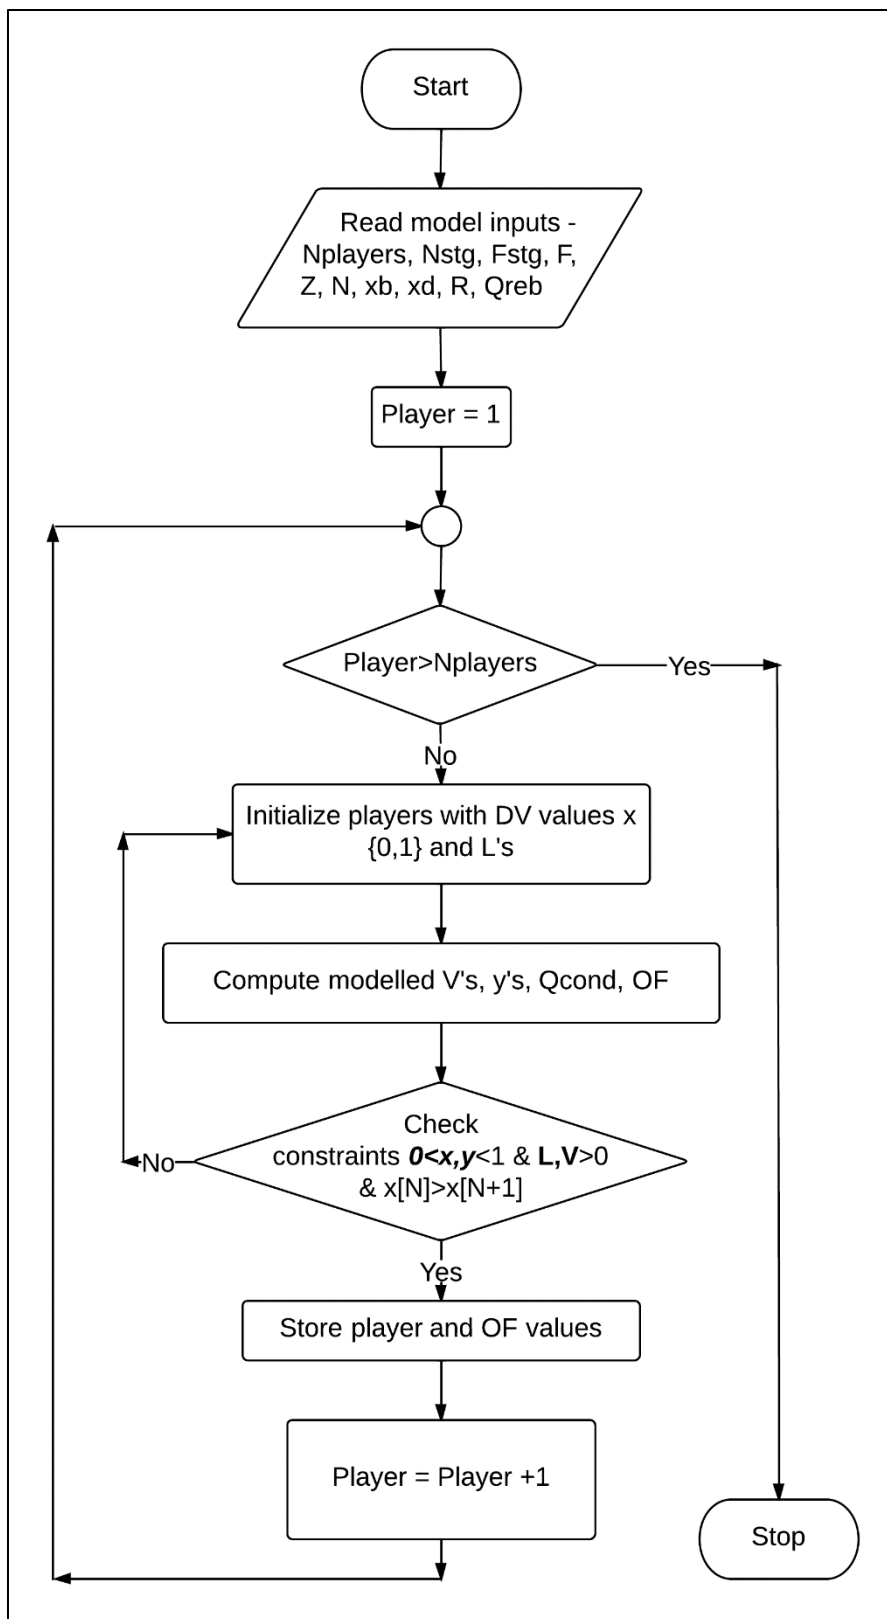 Start
Read model inputs -
Nplayers, Nstg, Fstg, F,
Z, N, xb, xd, R, Qreb
Player = 1
Player>Nplayers
Yes
No
Initialize players with DV values x
{0,1} and L's
Compute modelled V's, y's, Qcond, OF
Check
constraints 0<x,y<1 & L,V>0
& x[N]>x[N+1]
No
Yes
Store player and OF values
Player = Player +1
Stop